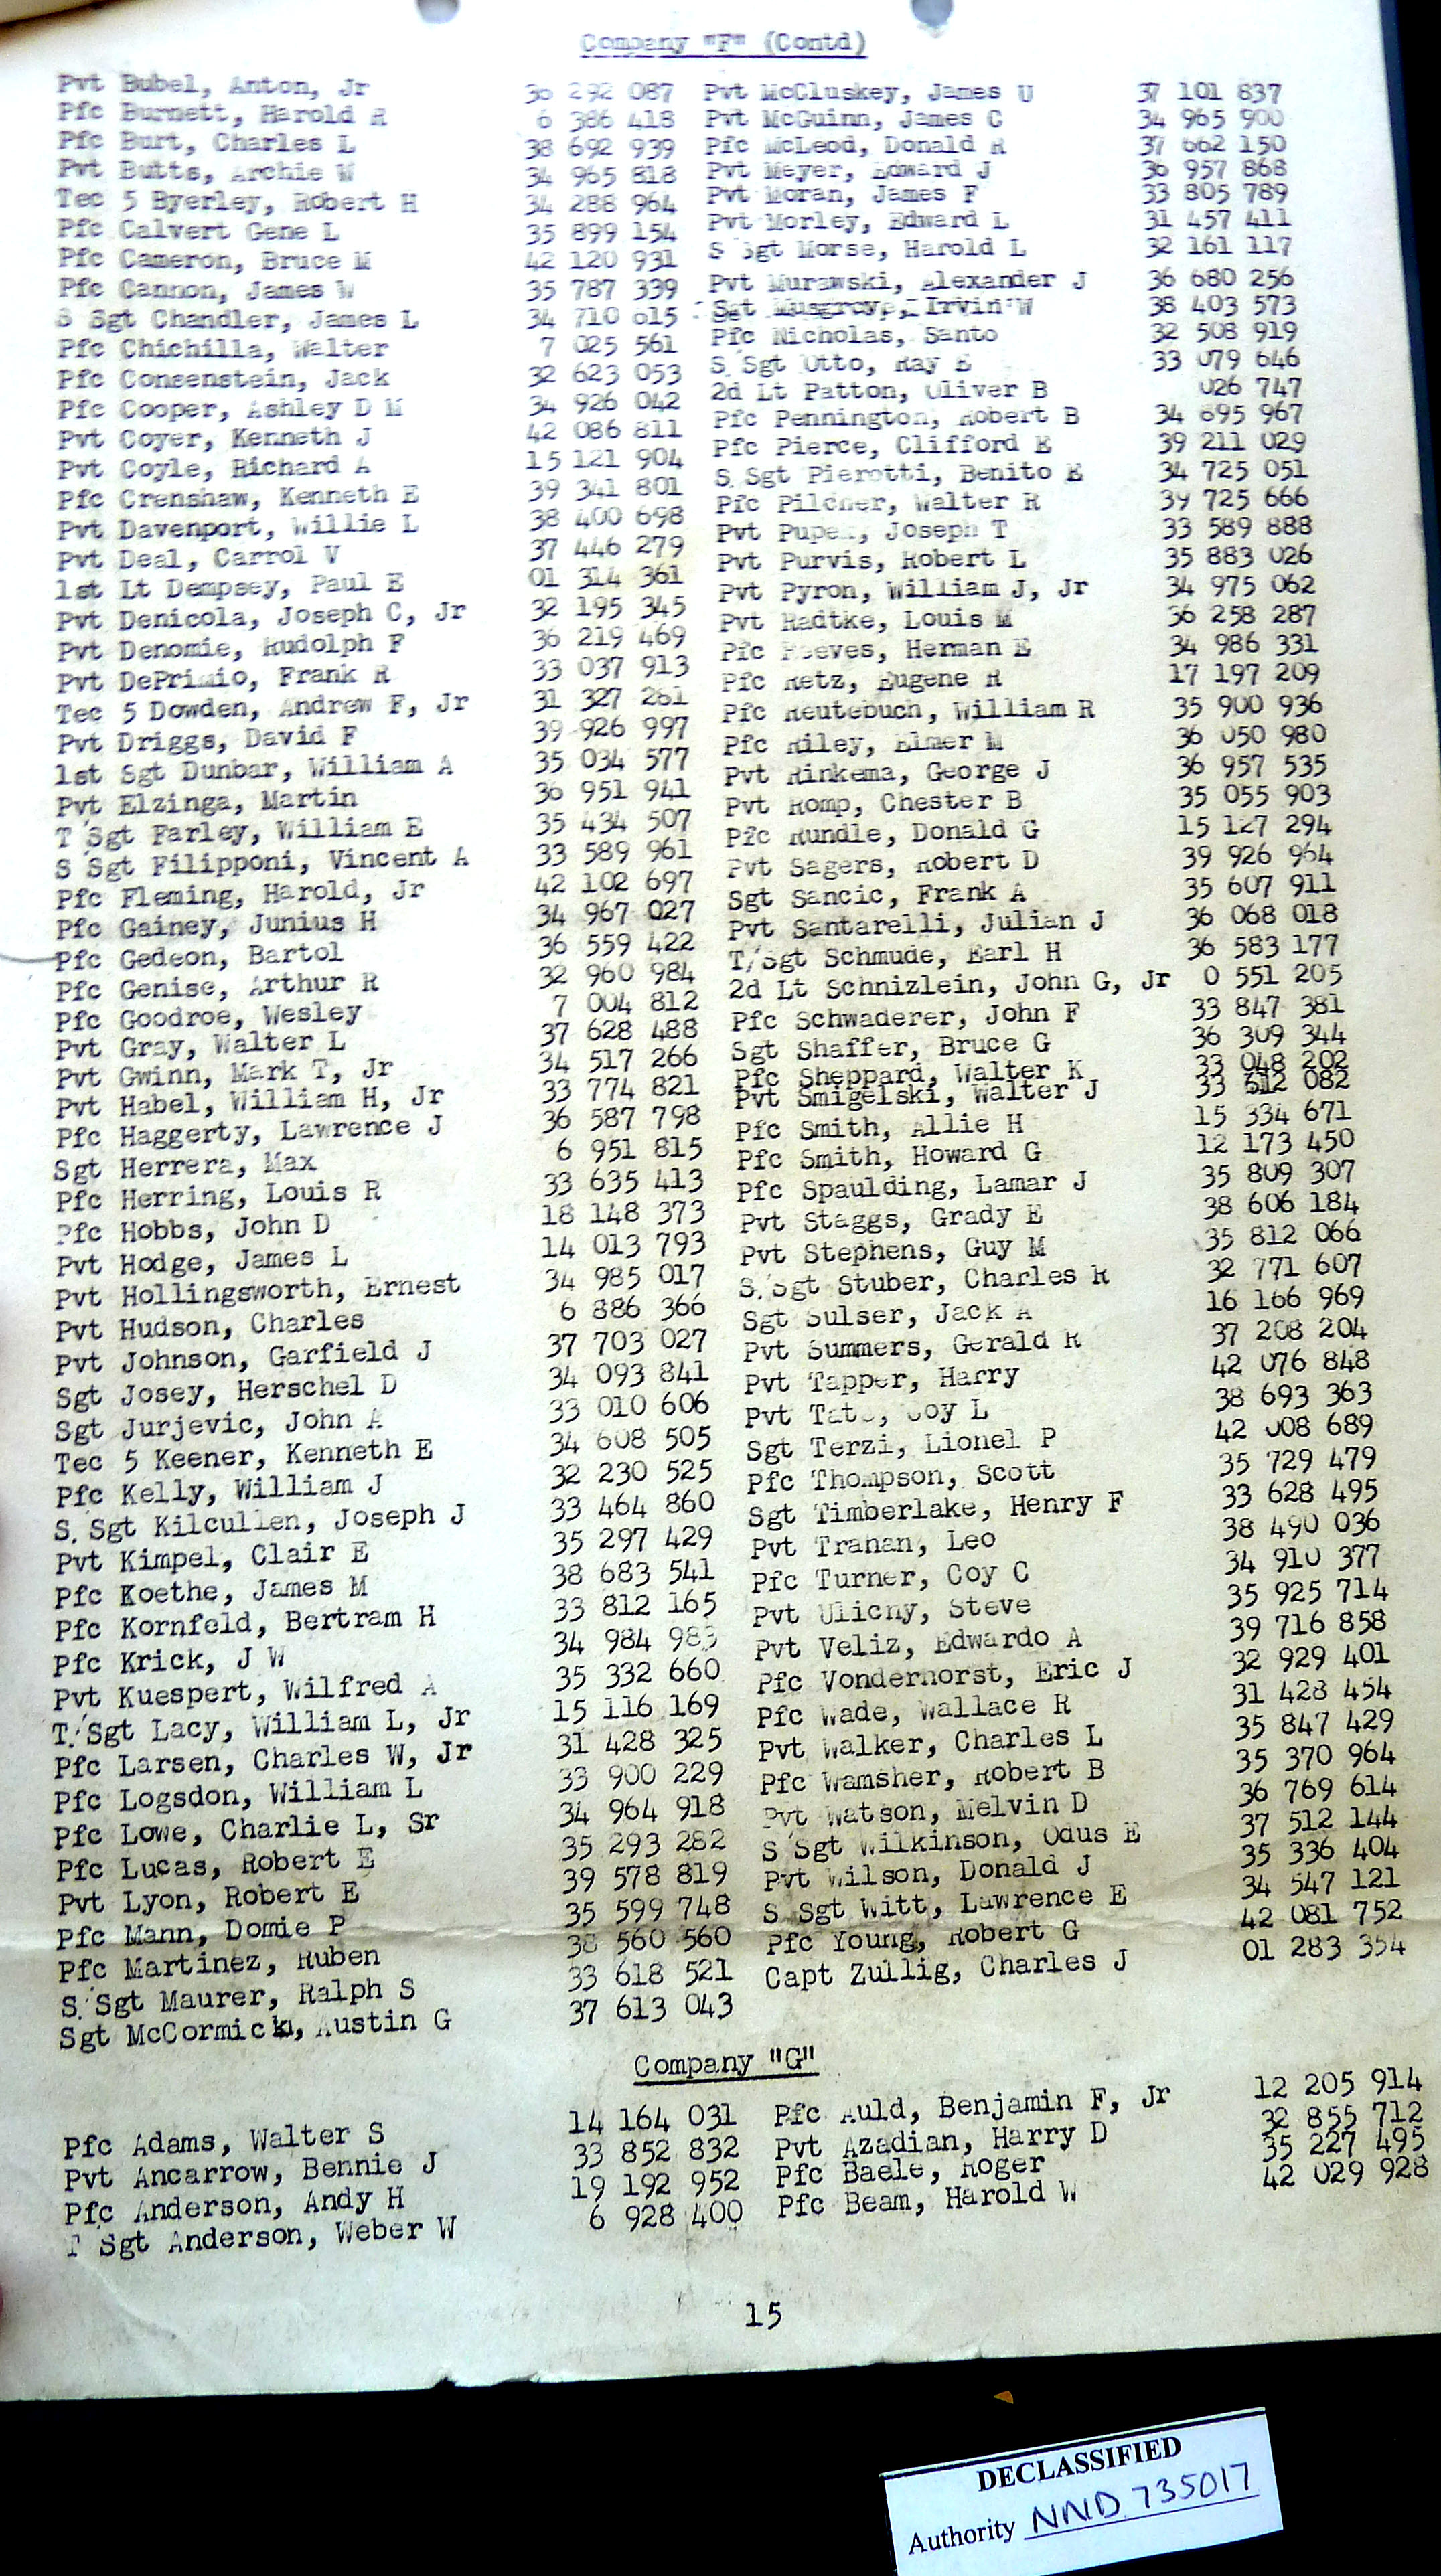 Company "F" (Contd)
Pvt Bubel, Anton, Jr 36 292 087
Pfc Burnett, Harold R 6 386 418
Pfc Burt, Charles L 38 692 939
Pvt Butts, Archie W 34 965 818
Tec 5 Byerley, Robert H 34 288 964
Pfc Calvert Gene L 35 899 154
Pfc Cameron, Bruce M 42 120 931
Pfc Cannon, James W 35 787 339
S Sgt Chandler, James L 34 710 615
Pfc Chichilla, Walter 7 025 561
Pfc Consenstein, Jack 32 623 053
Pfc Cooper, Ashley D M 34 926 042
Pvt Coyer, Kenneth J 42 086 811
Pvt Coyle, Richard A 15 121 904
Pfc Crenshaw, Kenneth E 39 341 801
Pvt Davenport, Willie L 38 400 698
Pvt Deal, Carrol V 37 446 279
1st Lt Dempsey, Paul E 01 314 361
Pvt Denicola, Joseph C, Jr 32 195 345
Pvt Denomie, Rudolph F 36 219 469
Pvt DePrimio, Frank R 33 037 913
Tec 5 Dowden, Andrew F, Jr 31 327 281
Pvt Driggs, David F 39 926 997
1st Sgt Dunbar, William A 35 034 577
Pvt Elzinga, Martin 36 951 941
T/Sgt Farley, William E 35 434 507
S/Sgt Filipponi, Vincent A 33 589 961
Pfc Fleming, Harold, Jr 42 102 697
Pfc Gainey, Junius H 34 967 027
Pfc Gedeon, Bartol 36 559 422
Pfc Genise, Arthur R 32 960 984
Pfc Goodroe, Wesley 7 004 812
Pvt Gray, Walter L 37 628 488
Pvt Gwinn, Mark T, Jr 34 517 266
Pvt Habel, William H, Jr 33 774 821
Pfc Haggerty, Lawrence J 36 587 798
Sgt Herrera, Max 6 951 815
Pfc Herring, Louis R 33 635 413
Pfc Hobbs, John D 18 148 373
Pvt Hodge, James L 14 013 793
Pvt Hollingsworth, Ernest 34 985 017
Pvt Hudson, Charles 6 886 366
Pvt Johnson, Garfield J 37 703 027
Sgt Josey, Herschel D 34 093 841
Sgt Jurjevic, John A 33 010 606
Tec 5 Keener, Kenneth E 34 608 505
Pfc Kelly, William J 32 230 525
S/Sgt Kilcullen, Joseph J 33 464 860
Pvt Kimpel, Clair E 35 297 429
Pfc Koethe, James M 38 683 541
Pfc Kornfeld, Bertram H 33 812 165
Pfc Krick, J W 34 984 983
Pvt Kuespert, Wilfred A 35 332 660
T/Sgt Lacy, William L, Jr 15 116 169
Pfc Larsen, Charles W, Jr 31 428 325
Pfc Logsdon, William L 33 900 229
Pfc Lowe, Charlie L, Sr 34 964 918
Pfc Lucas, Robert E 35 293 282
Pvt Lyon, Robert E 39 578 819
Pfc Mann, Domie P 35 599 748
Pfc Martinez, Ruben 38 560 560
S/Sgt Maurer, Ralph S 33 618 521
Sgt McCormick, Austin G 37 613 043
Pvt McCluskey, James U 37 101 837
Pvt McGuinn, James C 34 965 900
Pfc McLeod, Donald R 37 662 150
Pvt Meyer, Edward J 36 957 868
Pvt Moran, James F 33 805 789
Pvt Morley, Edward L 31 457 411
S Sgt Morse, Harold L 32 161 117
Pvt Murawski, Alexander J 36 680 256
Sgt Musgrove, Irvin W 38 403 573
Pfc Nicholas, Santo 32 508 919
S/Sgt Otto, Ray E 33 079 646
2d Lt Patton, Oliver B 026 747
Pfc Pennington, Robert B 34 695 967
Pfc Pierce, Clifford E 39 211 029
S/Sgt Pierotti, Benito E 34 725 051
Pfc Pildner, Walter R 39 725 666
Pvt Joseph T 33 589 888
Pvt Purvis, Robert L 35 883 026
Pvt Pyron, William J, Jr 34 975 062
Pvt Radtke, Louis M 36 258 287
Pfc Reeves, Herman E 34 986 331
Pfc Retz, Eugene R 17 197 209
Pfc Reutebuch, William R 35 900 936
Pfc Riley, Elmer M 36 050 980
Pvt Rinkema, George J 36 957 535
Pvt Romp, Chester B 35 055 903
Pfc Rundle, Donald G 15 127 294
Pvt Sagers, Robert D 39 926 964
Sgt Sancic, Frank A 35 607 911
Pvt Santarelli, Julian J 36 068 018
T/Sgt Schmude, Earl H 36 583 177
2d Lt Schnizlein, John G, Jr 0 551 205
Pfc Schwaderer, John F 33 847 381
Sgt Shaffer, Bruce G 36 309 344
Pfc Sheppard, Walter K 33 048 202
Pvt Smigelski, Walter J 33 612 082
Pfc Smith, Allie H 15 334 671
Pfc Smith, Howard G 12 173 450
Pfc Spaulding, Lamar J 35 809 307
Pvt Staggs, Grady E 38 606 184
Pvt Stephens, Guy M 35 812 066
S/Sgt Stuber, Charles R 32 771 607
Sgt Sulser, Jack A 16 166 969
Pvt Summers, Gerald R 37 208 204
Pvt Tapper, Harry 42 076 848
Pvt Tate, Joy L 38 693 363
Sgt Terzi, Lionel P 42 008 689
Pfc Thompson, Scott 35 729 479
Sgt Timberlake, Henry F 33 628 495
Pvt Trahan, Leo 38 490 036
Pfc Turner, Coy C 34 910 377
Pvt Ulicny, Steve 35 925 714
Pvt Veliz, Edwardo A 39 716 858
Pfc Vonderhorst, Eric J 32 929 401
Pfc Wade, Wallace R 31 428 454
Pvt Walker, Charles L 35 847 429
Pfc Wamsher, Robert B 35 370 964
Pvt Watson, Melvin D 36 769 614
S/Sgt Wilkinson, Odus E 37 512 144
Pvt Wilson, Donald J 35 336 404
S Sgt Witt, Lawrence E 34 547 121
Pfc Young, Robert G 42 081 752
Capt Zullig, Charles J 01 283 354
Company "G"
Pfc Adams, Walter S 14 164 031
Pvt Ancarrow, Bennie J 33 852 832
Pfc Anderson, Andy H 19 192 952
T Sgt Anderson, Weber W 6 928 400
Pfc Auld, Benjamin F, Jr 12 205 914
Pvt Azadian, Harry D 32 855 712
Pfc Baele, Roger 35 227 495
Pfc Beam, Harold W 42 029 928
15
DECLASSIFIED
Authority NND 735017